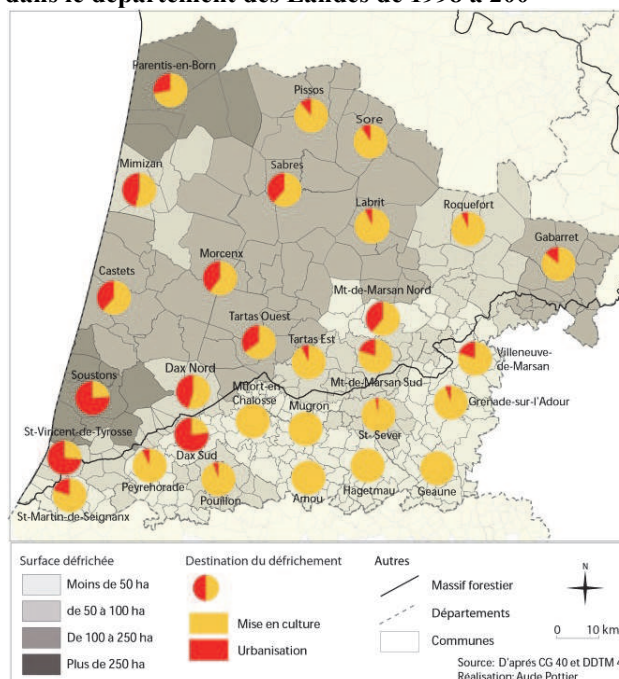 dans le département des Landes de 1998 à 200
Parentis-en-Born
Pissos
Sore
Mimizan
Sabres
Labrit
Roquefort
Gabarret
Castets
Morcenx
Mt-de-Marsan Nord
Tartas Ouest
Tartas Est
Villeneuve-
de-Marsan
Soustons
Dax Nord
Mt-de-Marsan Sud
Chalosse
Mugron
Grenade-sur-l'Adour
St-Vincent-de-Tyrosse
Dax Sud
St-Sever
Peyrehorade
Pouillon
Amou
Hagetmau
Geaune
St-Martin-de-Seignanx
Surface défrichée
Moins de 50 ha
de 50 à 100 ha
De 100 à 250 ha
Plus de 250 ha
Destination du défrichement
Mise en culture
Urbanisation
Autres
Massif forestier
Départements
Communes
N
0 10 km
Source: D'aprés CG 40 et DDTM 4
Réalisation: Aude Pottier